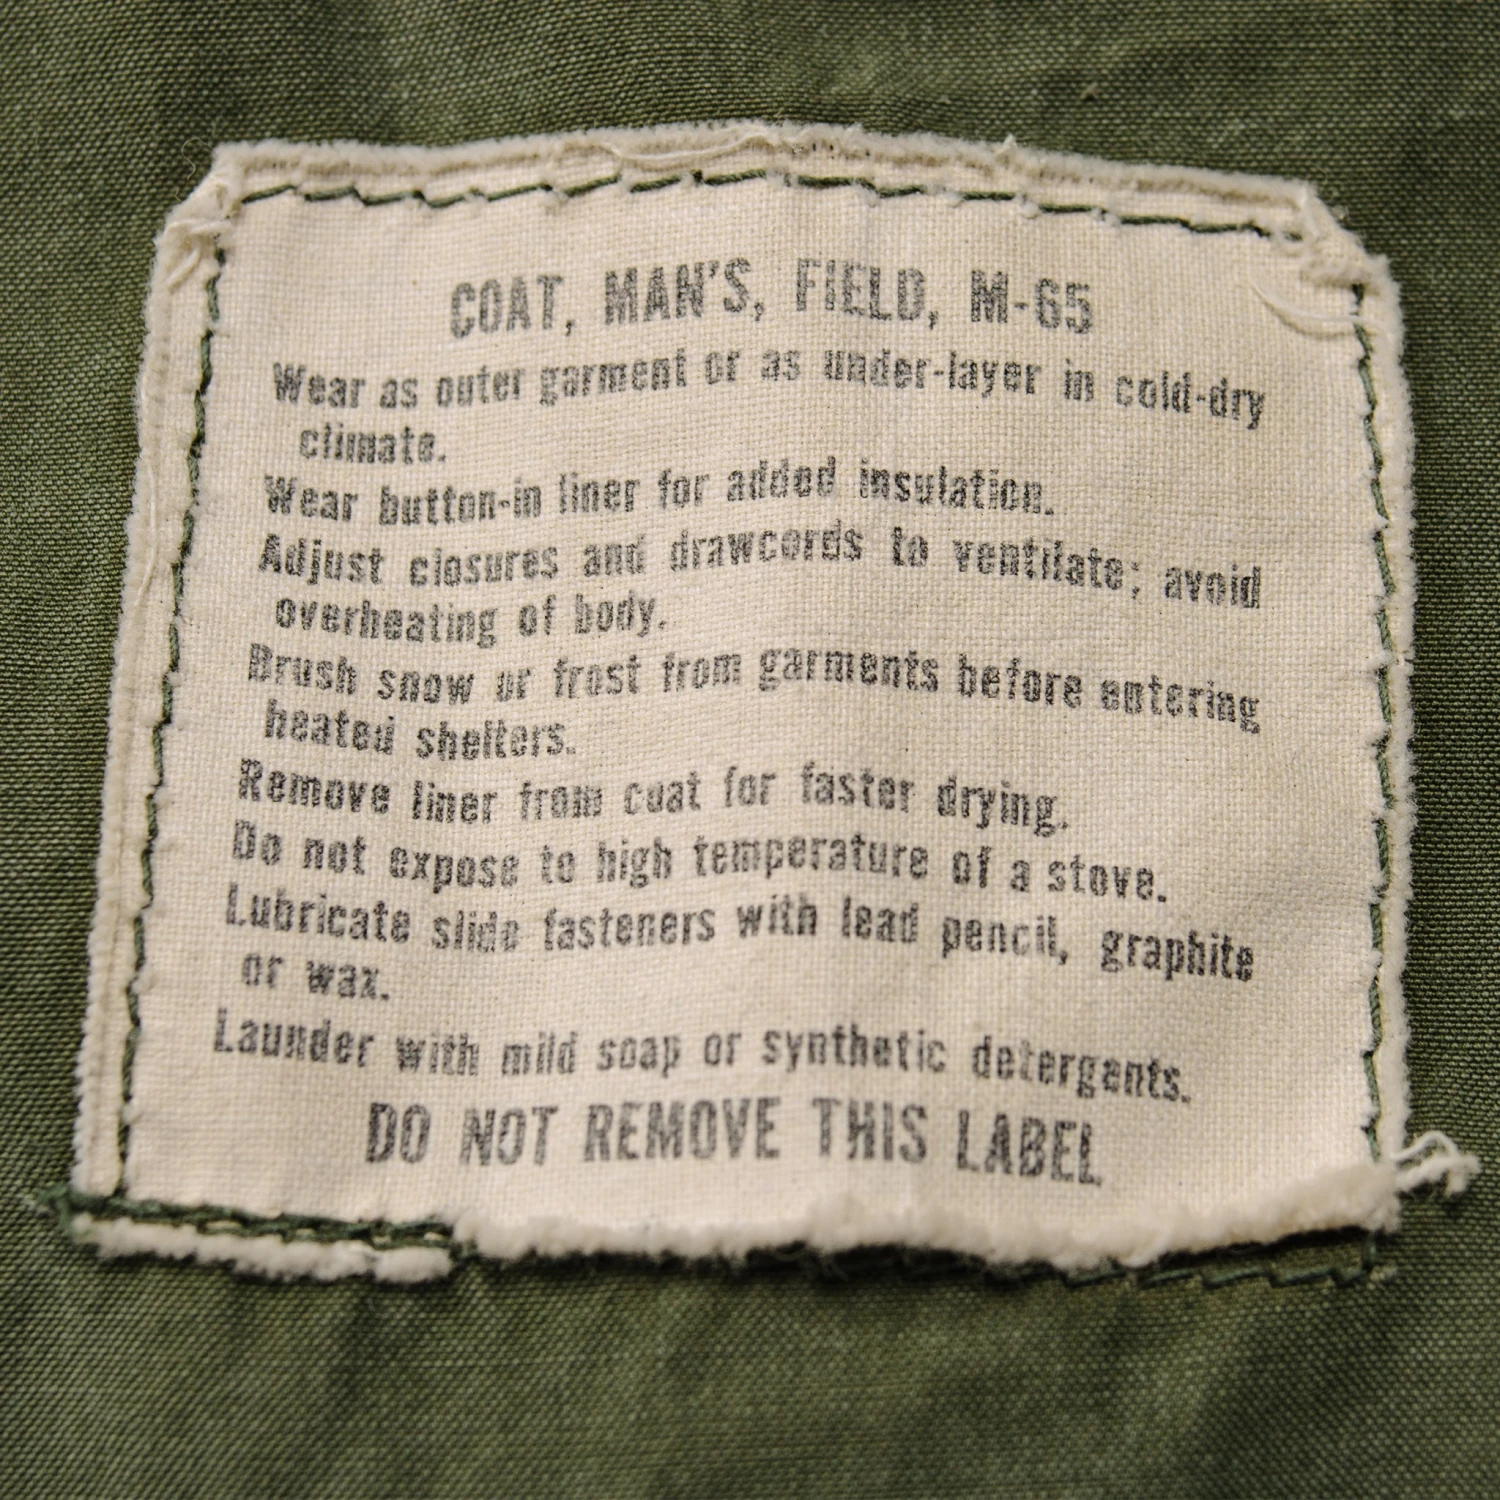 COAT, MAN'S, FIELD, M-65
Wear as outer garment or as under-layer in cold-dry
climate.
Wear button-in liner for added insulation.
Adjust closures and drawcords to ventilate; avoid
overheating of body.
Brush snow or frost from garments before entering
heated shelters.
Remove liner from coat for faster drying.
Do not expose to high temperature of a stove.
Lubricate slide fasteners with lead pencil, graphite
or wax.
Launder with mild soap or synthetic detergents.
DO NOT REMOVE THIS LABEL